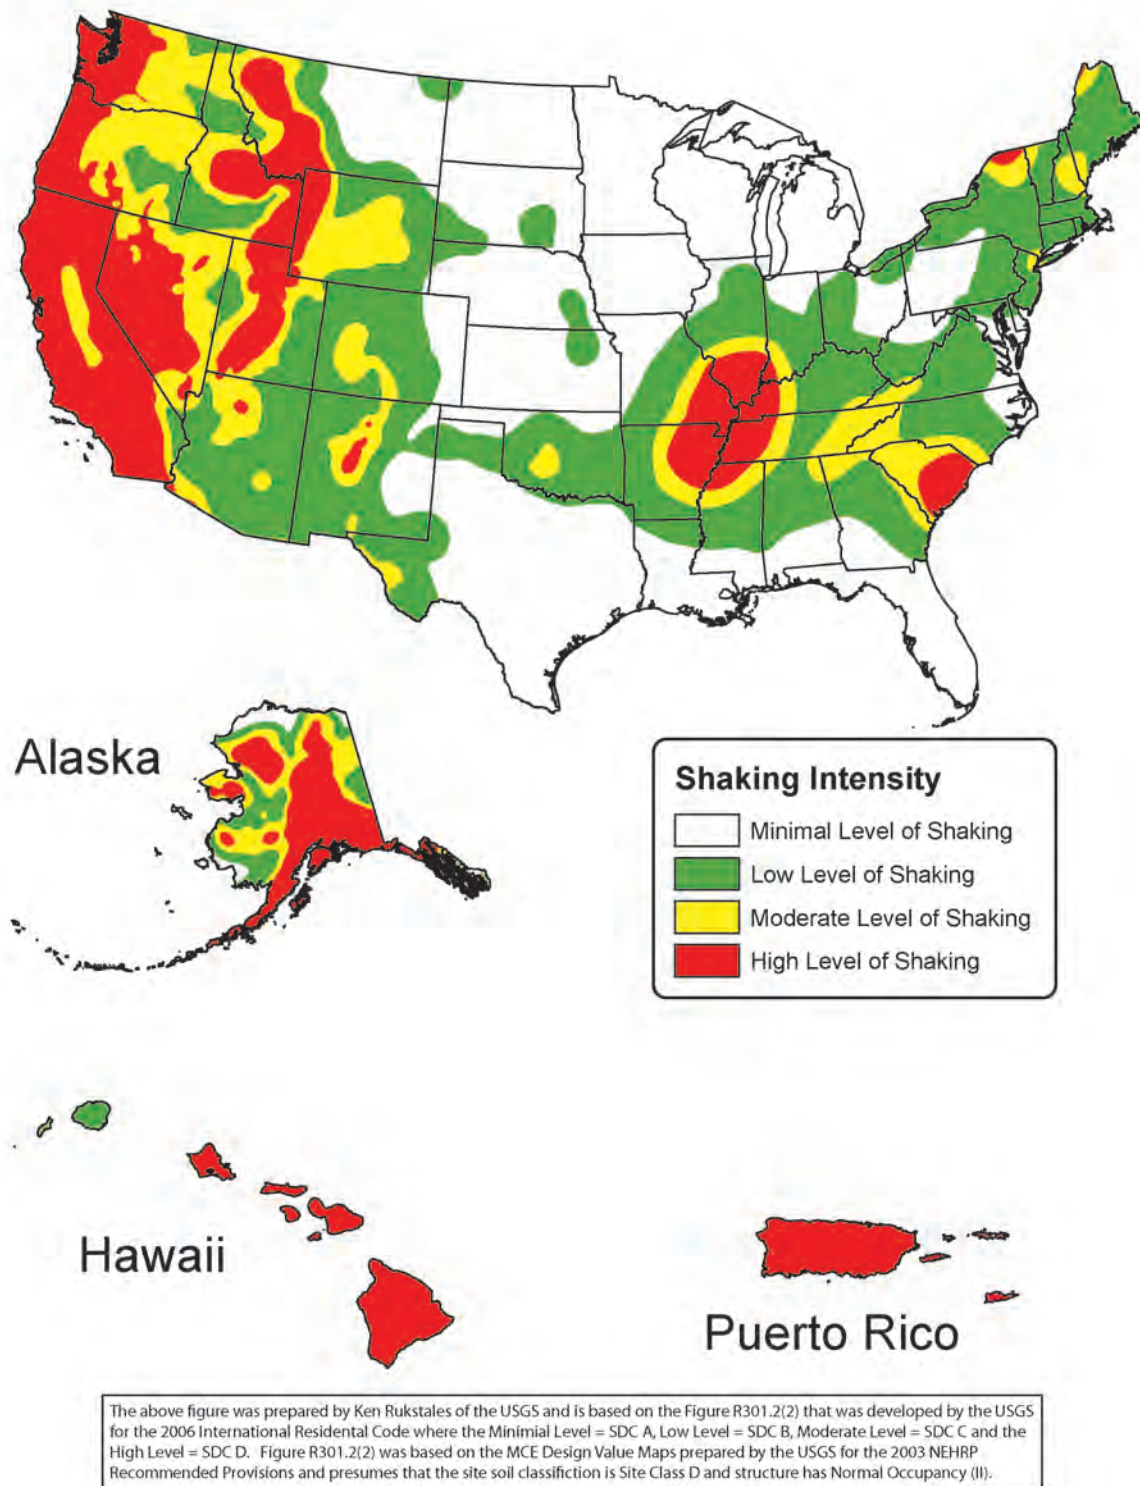 Alaska
Shaking Intensity
Minimal Level of Shaking
Low Level of Shaking
Moderate Level of Shaking
High Level of Shaking
Hawaii
Puerto Rico
The above figure was prepared by Ken Rukstales of the USGS and is based on the Figure R301.2(2) that was developed by the USGS
for the 2006 International Residental Code where the Minimial Level = SDC A, Low Level = SDC B, Moderate Level = SDC C and the
High Level = SDC D. Figure R301.2(2) was based on the MCE Design Value Maps prepared by the USGS for the 2003 NEHRP
Recommended Provisions and presumes that the site soil classifiction is Site Class D and structure has Normal Occupancy (II).